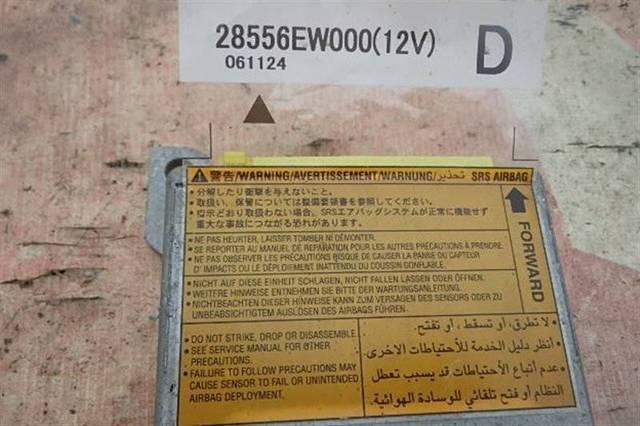 28556EW000(12V)
061124
D
警告/WARNING/AVERTISSEMENT/WARNUNG/تحذير SRS AIRBAG
• 分解したり衝撃を与えないこと。
• 取扱い、保管については整備要領書を参照してください。
• 指示どおり取扱わない場合、SRSエアバッグシステムが正常に機能せず
重大な事故につながる恐れがあります。
• NE PAS HEURTER, LAISSER TOMBER NI DÉMONTER.
• SE REPORTER AU MANUEL DE RÉPARATION POUR LES AUTRES PRÉCAUTIONS À PRENDRE.
• NE PAS OBSERVER LES PRÉCAUTIONS RISQUE DE CAUSER LA PANNE DU CAPTEUR
D' IMPACTS OU LE DÉPLOIEMENT INATTENDU DU COUSSIN GONFLABLE.
• NICHT AUF DIESE EINHEIT SCHLAGEN, NICHT FALLEN LASSEN ODER ÖFFNEN.
• WEITERE HINWEISE ENTNEHMEN SIE BITTE DER WARTUNGSANLEITUNG.
• NICHTBEACHTEN DIESER HINWEISE KANN ZUM VERSAGEN DES SENSORS ODER ZU
UNBEABSICHTIGTEM AUSLÖSEN DES AIRBAGS FÜHREN.
FORWARD
• DO NOT STRIKE, DROP OR DISASSEMBLE.
• SEE SERVICE MANUAL FOR OTHER
PRECAUTIONS.
• FAILURE TO FOLLOW PRECAUTIONS MAY
CAUSE SENSOR TO FAIL OR UNINTENDED
AIRBAG DEPLOYMENT.
• لا تطرق، أو تسقط، أو تفتح.
• انظر دليل الخدمة للأحتياطات الاخرى.
• عدم أتباع الأحتياطات قد يسبب تعطل
النظام أو فتح تلقائي للوسادة الهوائية.